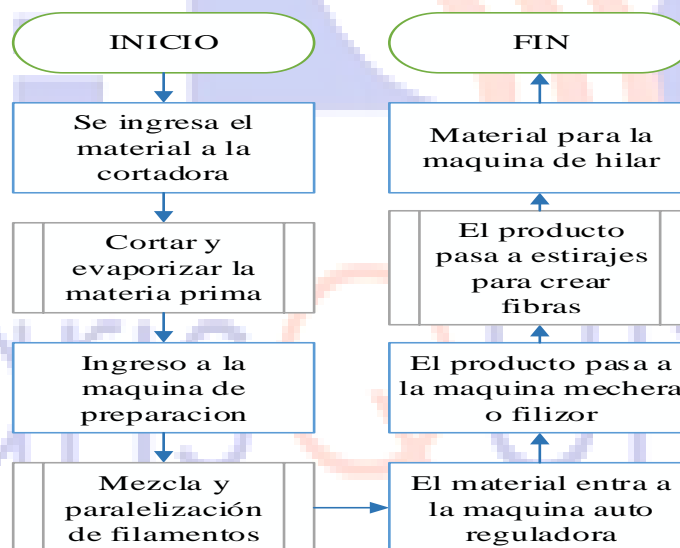 INICIO
Se ingresa el
material a la
cortadora
Cortar y
evaporizar la
materia prima
Ingreso a la
maquina de
preparacion
Mezcla y
paralelización
de filamentos
El material entra a
la maquina auto
reguladora
El producto pasa a
la maquina mechera
o filizor
El producto
pasa a estirajes
para crear
fibras
Material para la
maquina de hilar
FIN